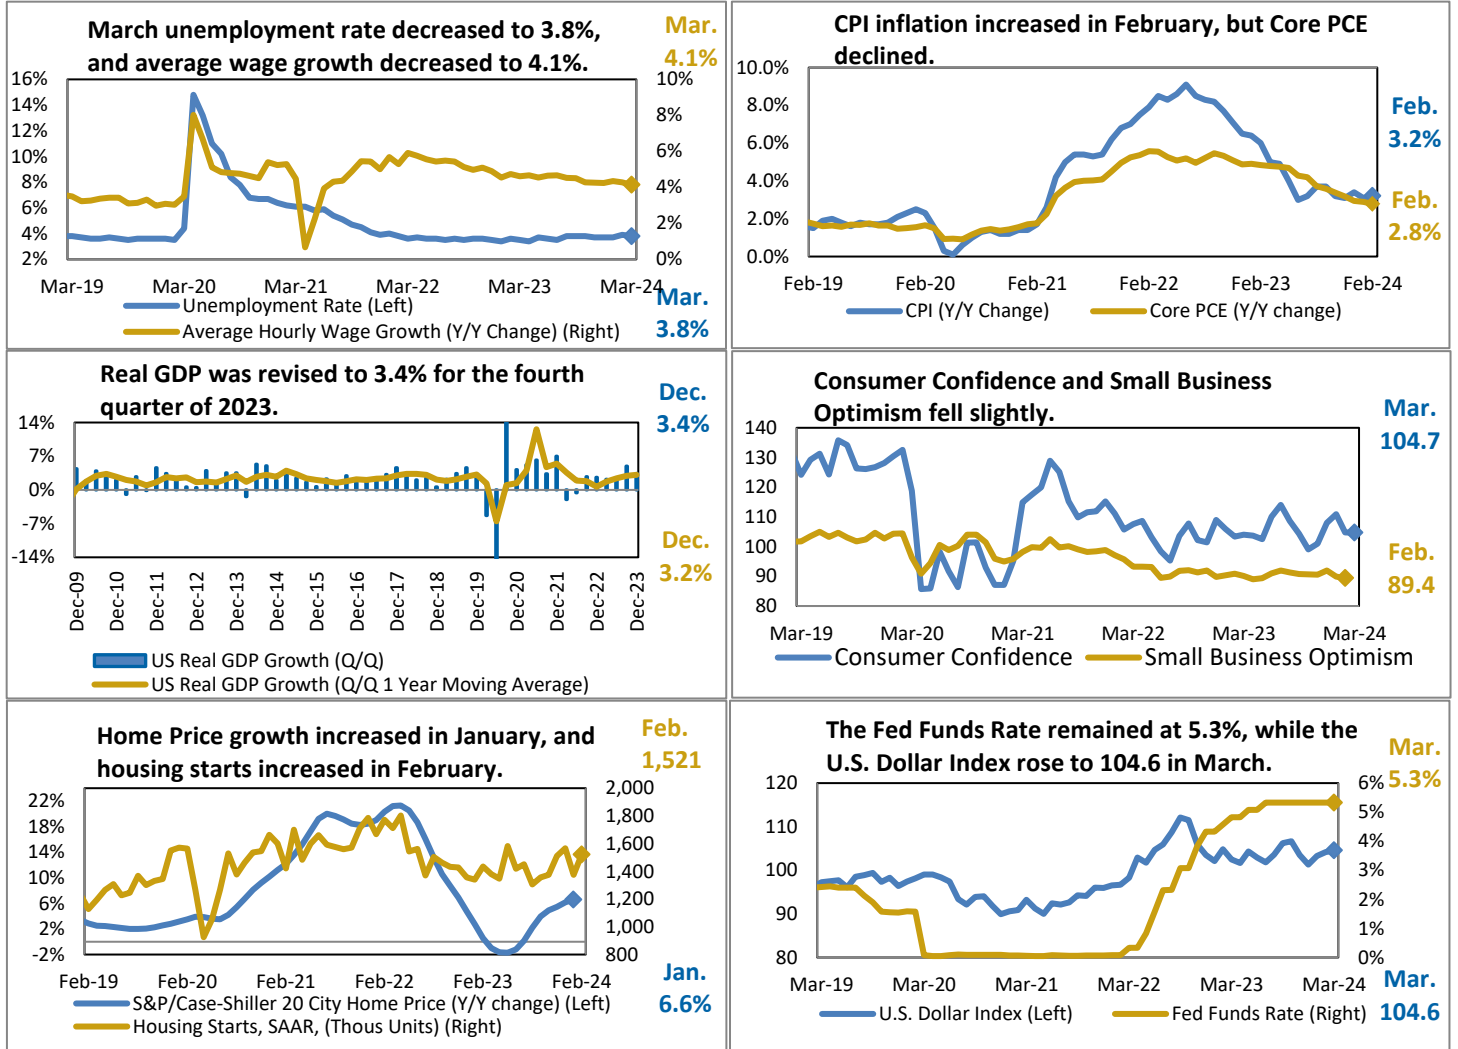 March unemployment rate decreased to 3.8%,
and average wage growth decreased to 4.1%.
Mar.
4.1%
16%
14%
12%
10%
8%
6%
4%
2%
10%
8%
6%
4%
2%
0%
Mar-19 Mar-20 Mar-21 Mar-22 Mar-23 Mar-24
Unemployment Rate (Left)
Average Hourly Wage Growth (Y/Y Change) (Right)
Mar.
3.8%
CPI inflation increased in February, but Core PCE
declined.
10.0%
8.0%
6.0%
4.0%
2.0%
0.0%
Feb.
3.2%
Feb.
2.8%
Feb-19 Feb-20 Feb-21 Feb-22 Feb-23 Feb-24
CPI (Y/Y Change) Core PCE (Y/Y change)
Real GDP was revised to 3.4% for the fourth
quarter of 2023.
Dec.
3.4%
14%
7%
0%
-7%
-14%
Dec.
3.2%
Dec-09 Dec-10 Dec-11 Dec-12 Dec-13 Dec-14 Dec-15 Dec-16 Dec-17 Dec-18 Dec-19 Dec-20 Dec-21 Dec-22 Dec-23
US Real GDP Growth (Q/Q)
US Real GDP Growth (Q/Q 1 Year Moving Average)
Consumer Confidence and Small Business
Optimism fell slightly.
Mar.
104.7
140
130
120
110
100
90
80
Feb.
89.4
Mar-19 Mar-20 Mar-21 Mar-22 Mar-23 Mar-24
Consumer Confidence Small Business Optimism
Home Price growth increased in January, and
housing starts increased in February.
Feb.
1,521
22%
18%
14%
10%
6%
2%
-2%
2,000
1,800
1,600
1,400
1,200
1,000
800
Feb-19 Feb-20 Feb-21 Feb-22 Feb-23 Feb-24
S&P/Case-Shiller 20 City Home Price (Y/Y change) (Left)
Housing Starts, SAAR, (Thous Units) (Right)
Jan.
6.6%
The Fed Funds Rate remained at 5.3%, while the
U.S. Dollar Index rose to 104.6 in March.
Mar.
5.3%
120
110
100
90
80
6%
5%
4%
3%
2%
1%
0%
Mar-19 Mar-20 Mar-21 Mar-22 Mar-23 Mar-24
U.S. Dollar Index (Left) Fed Funds Rate (Right)
Mar.
104.6